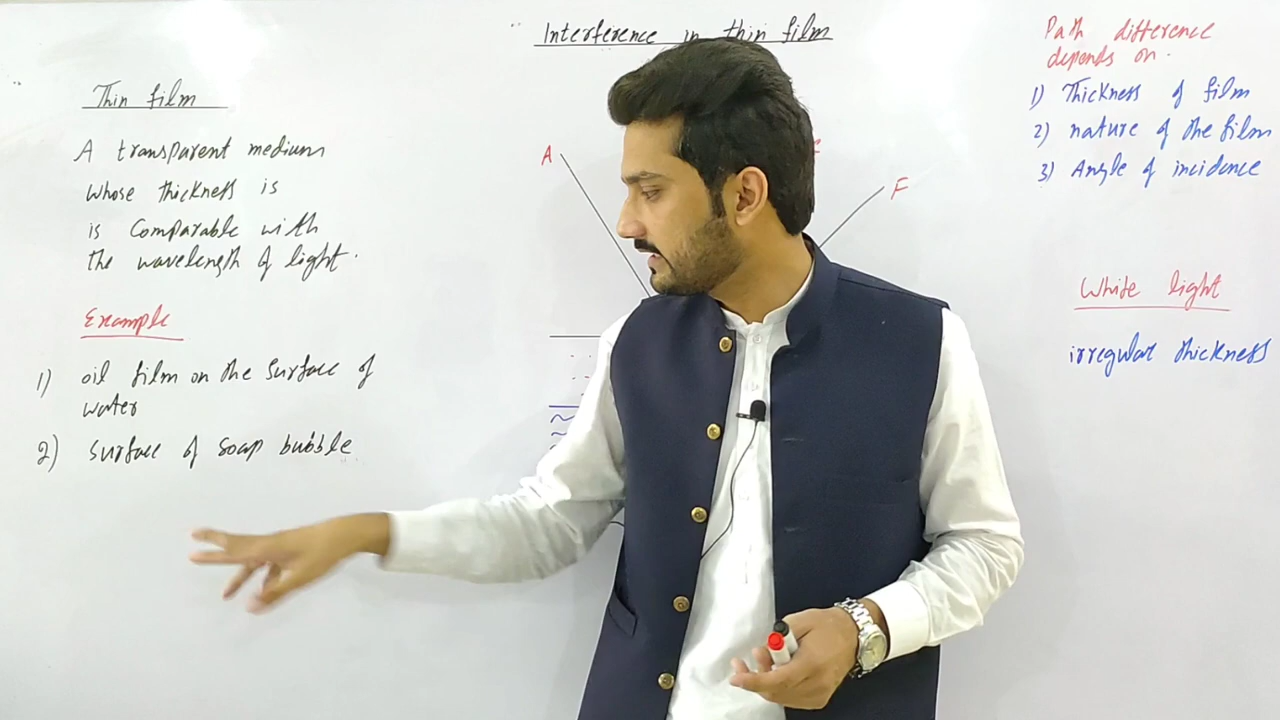 Interference in thin film
Thin film
A transparent medium
whose thickness is
is comparable with
the wavelength of light.
Example
1) oil film on the surface of
water
2) surface of soap bubble
A
F
Path difference
depends on.
1) Thickness of film
2) nature of the film
3) Angle of incidence
White light
irregular thickness